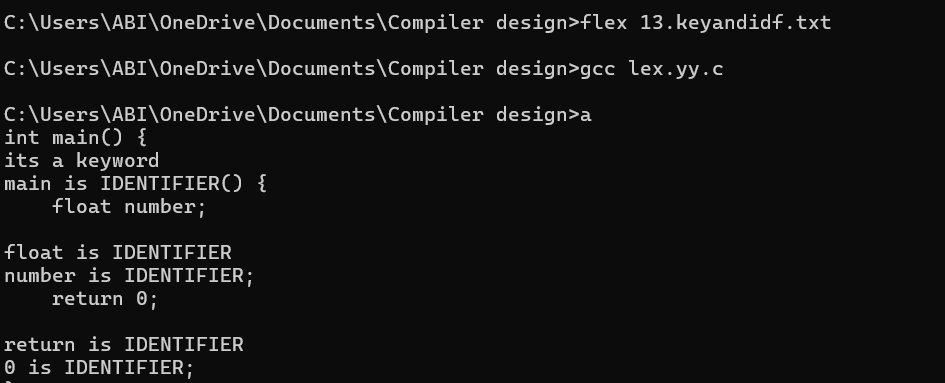 C:\Users\ABI\OneDrive\Documents\Compiler design>flex 13.keyandidf.txt
C:\Users\ABI\OneDrive\Documents\Compiler design>gcc lex.yy.c
C:\Users\ABI\OneDrive\Documents\Compiler design>a
int main() {
its a keyword
main is IDENTIFIER() {
    float number;
float is IDENTIFIER
number is IDENTIFIER;
    return 0;
return is IDENTIFIER
0 is IDENTIFIER;